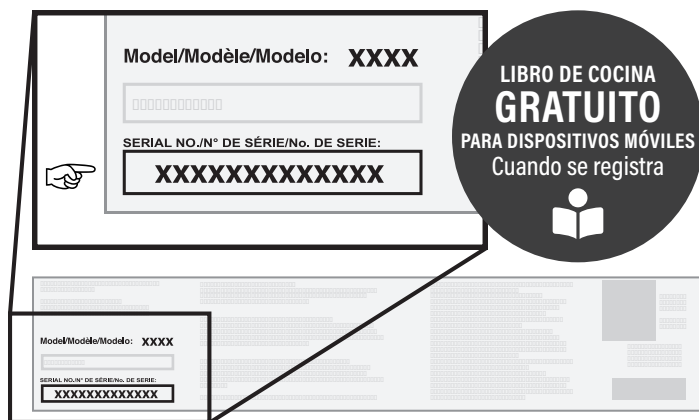 Model/Modèle/Modelo: XXXX
SERIAL NO./N° DE SÉRIE/No. DE SERIE:
XXXXXXXXXXXXX
LIBRO DE COCINA
GRATUITO
PARA DISPOSITIVOS MÓVILES
Cuando se registra
Model/Modèle/Modelo: XXXX
SERIAL NO./N° DE SÉRIE/No. DE SERIE:
XXXXXXXXXXXXX